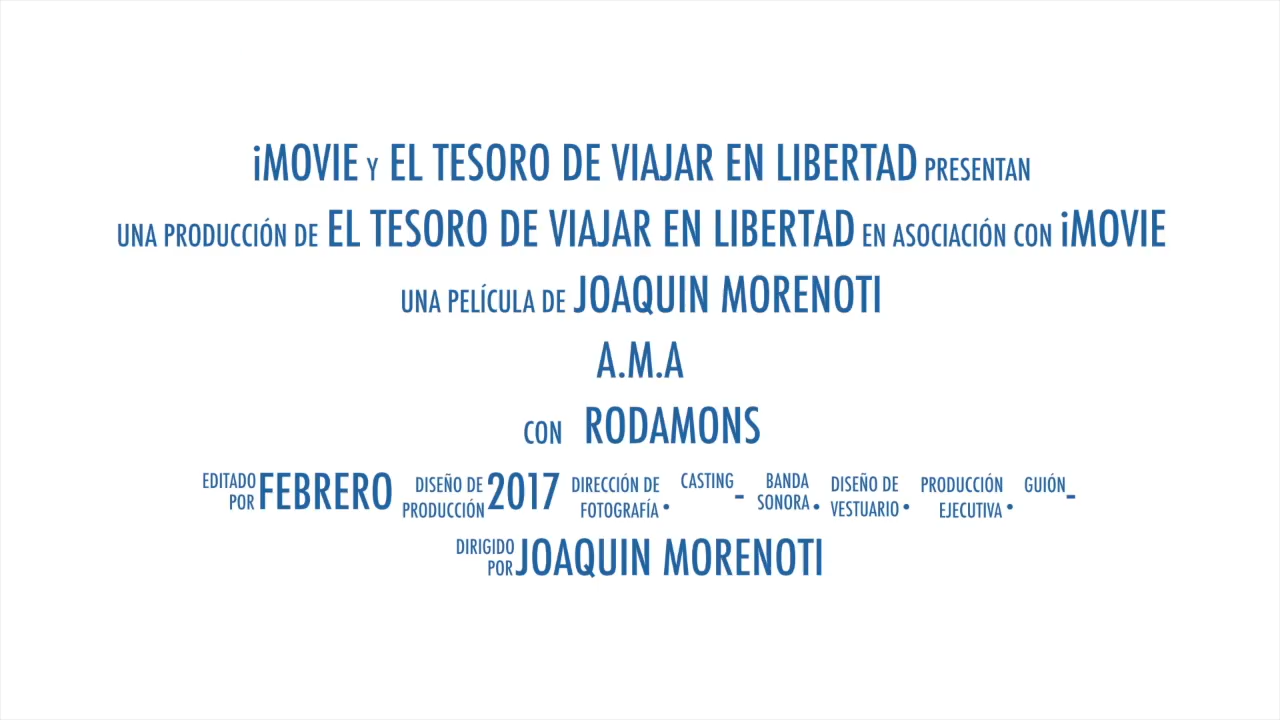 iMOVIE Y EL TESORO DE VIAJAR EN LIBERTAD PRESENTAN
UNA PRODUCCIÓN DE EL TESORO DE VIAJAR EN LIBERTAD EN ASOCIACIÓN CON iMOVIE
UNA PELÍCULA DE JOAQUIN MORENOTI
A.M.A
CON RODAMONS
EDITADO POR FEBRERO DISEÑO DE PRODUCCIÓN 2017 DIRECCIÓN DE FOTOGRAFÍA . CASTING - BANDA SONORA . DISEÑO DE VESTUARIO . PRODUCCIÓN EJECUTIVA . GUIÓN -
DIRIGIDO POR JOAQUIN MORENOTI